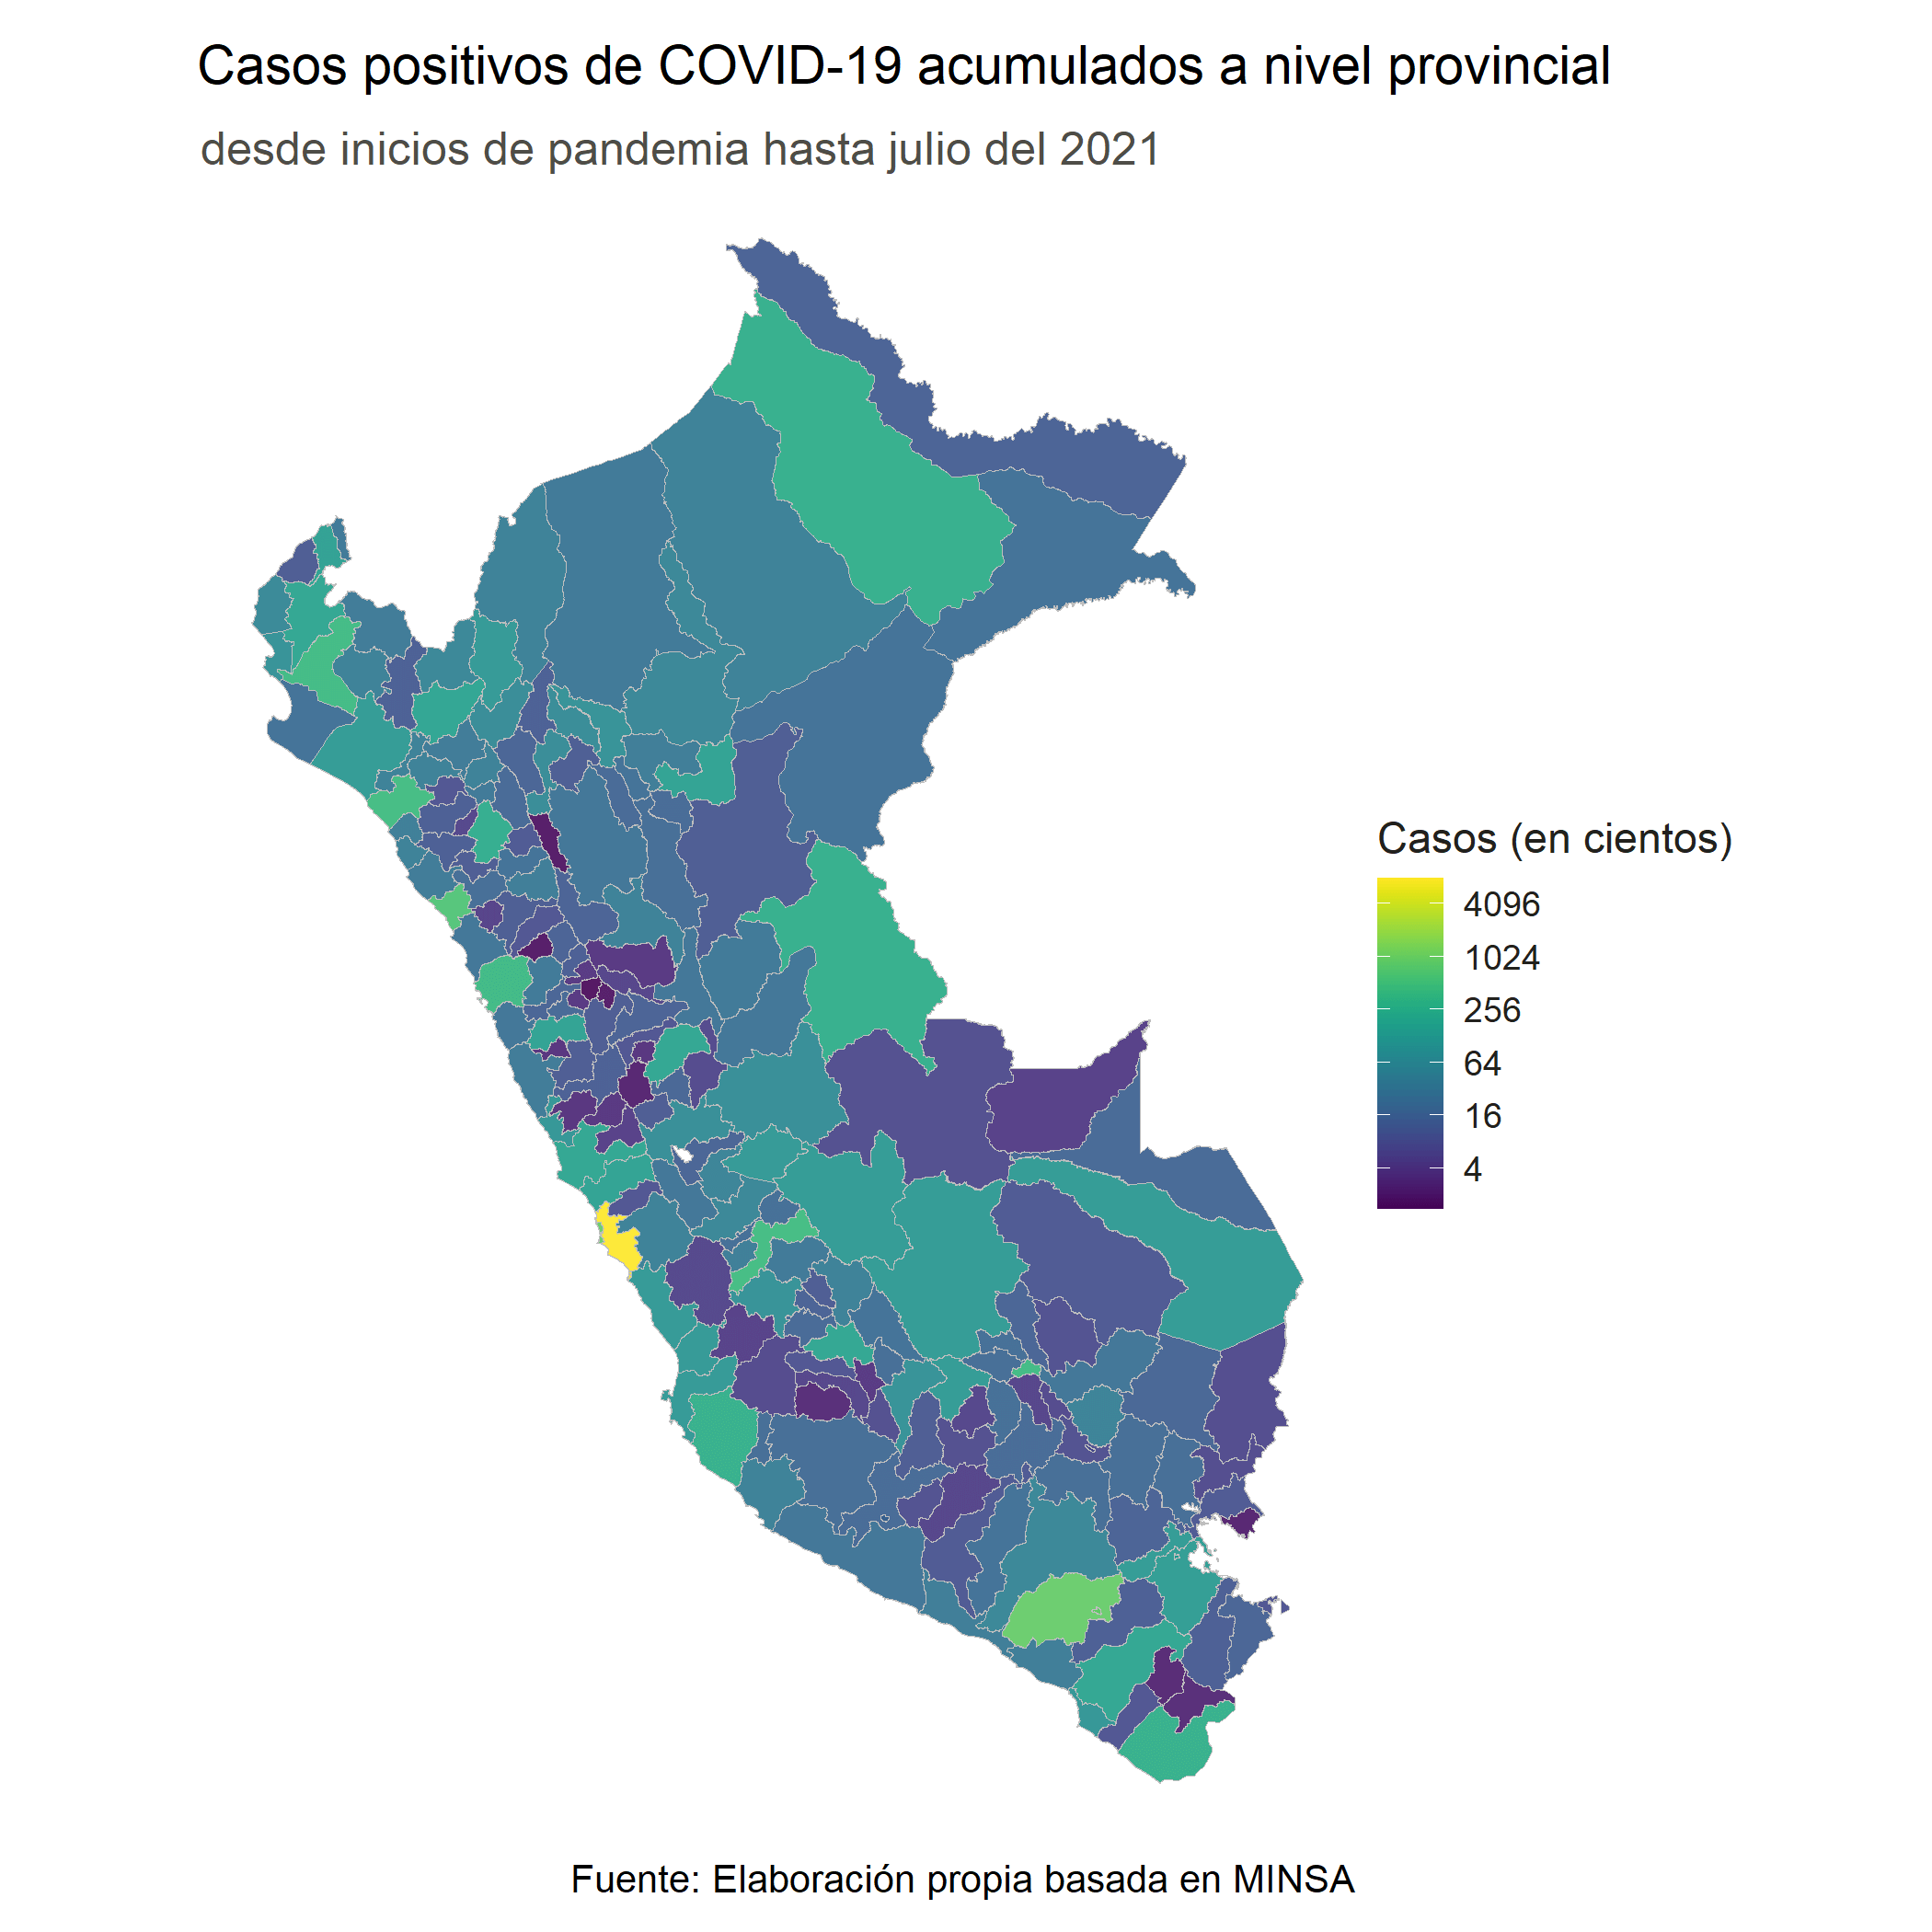 Casos positivos de COVID-19 acumulados a nivel provincial
desde inicios de pandemia hasta julio del 2021
Casos (en cientos)
4096
1024
256
64
16
4
Fuente: Elaboración propia basada en MINSA